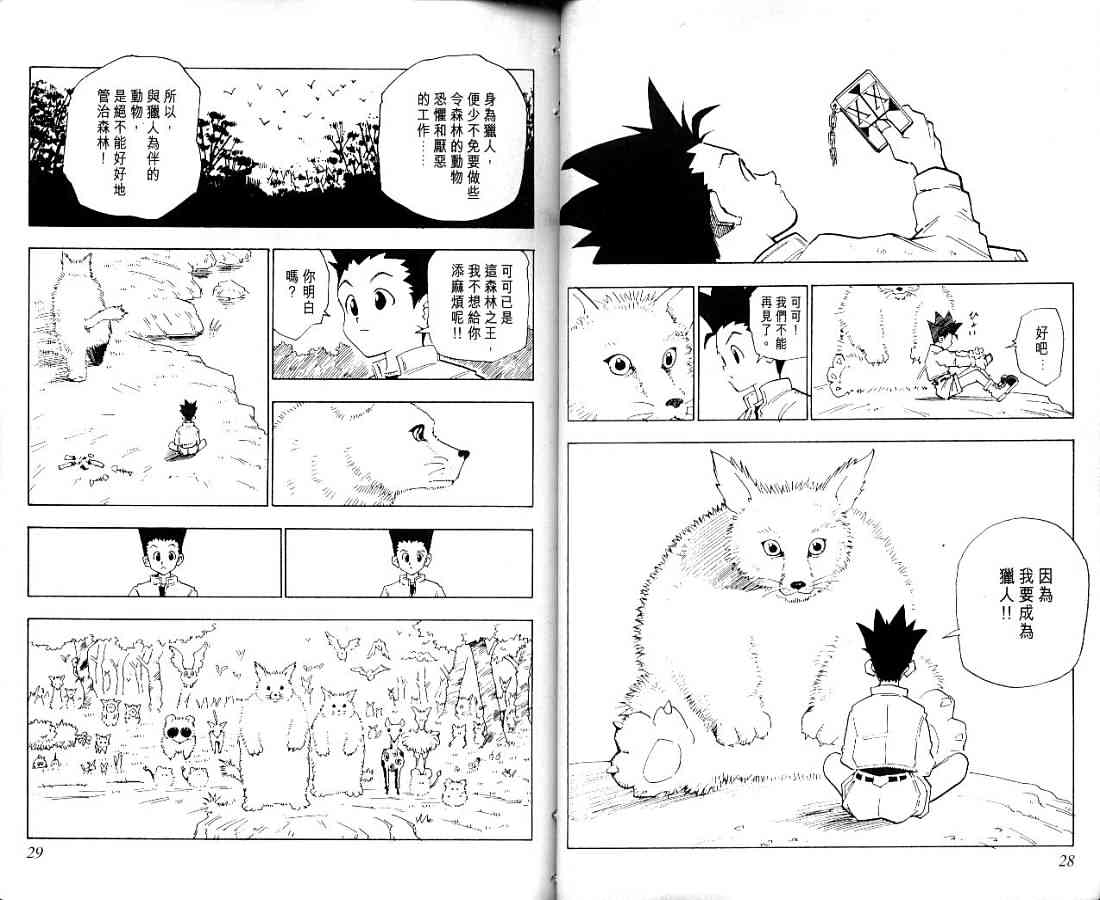 好吧…
可可！
我們不能
再見了。
因為
我要成為
獵人!!
28
身為獵人，
便少不免要做些
令森林的動物
恐懼和厭惡
的工作……
所以，
與獵人為伴的
動物，
是絕不能好好地
管治森林！
可可已是
這森林之王，
我不想給你
添麻煩呢!!
你明白
嗎？
29